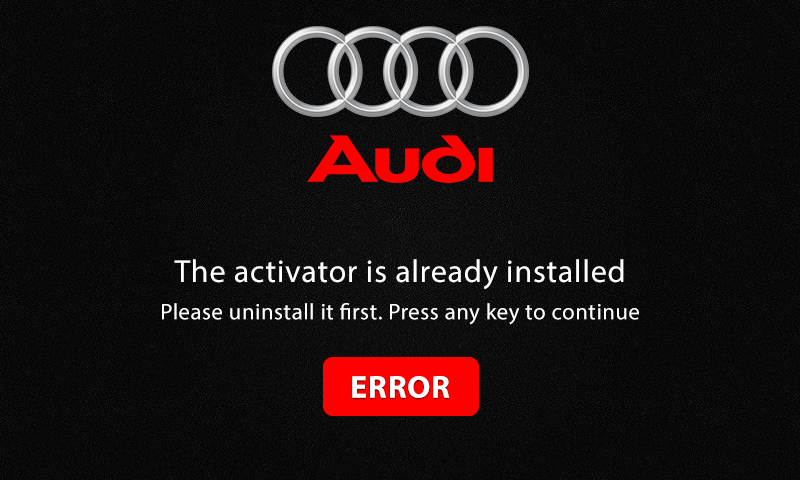 Audi
The activator is already installed
Please uninstall it first. Press any key to continue
ERROR